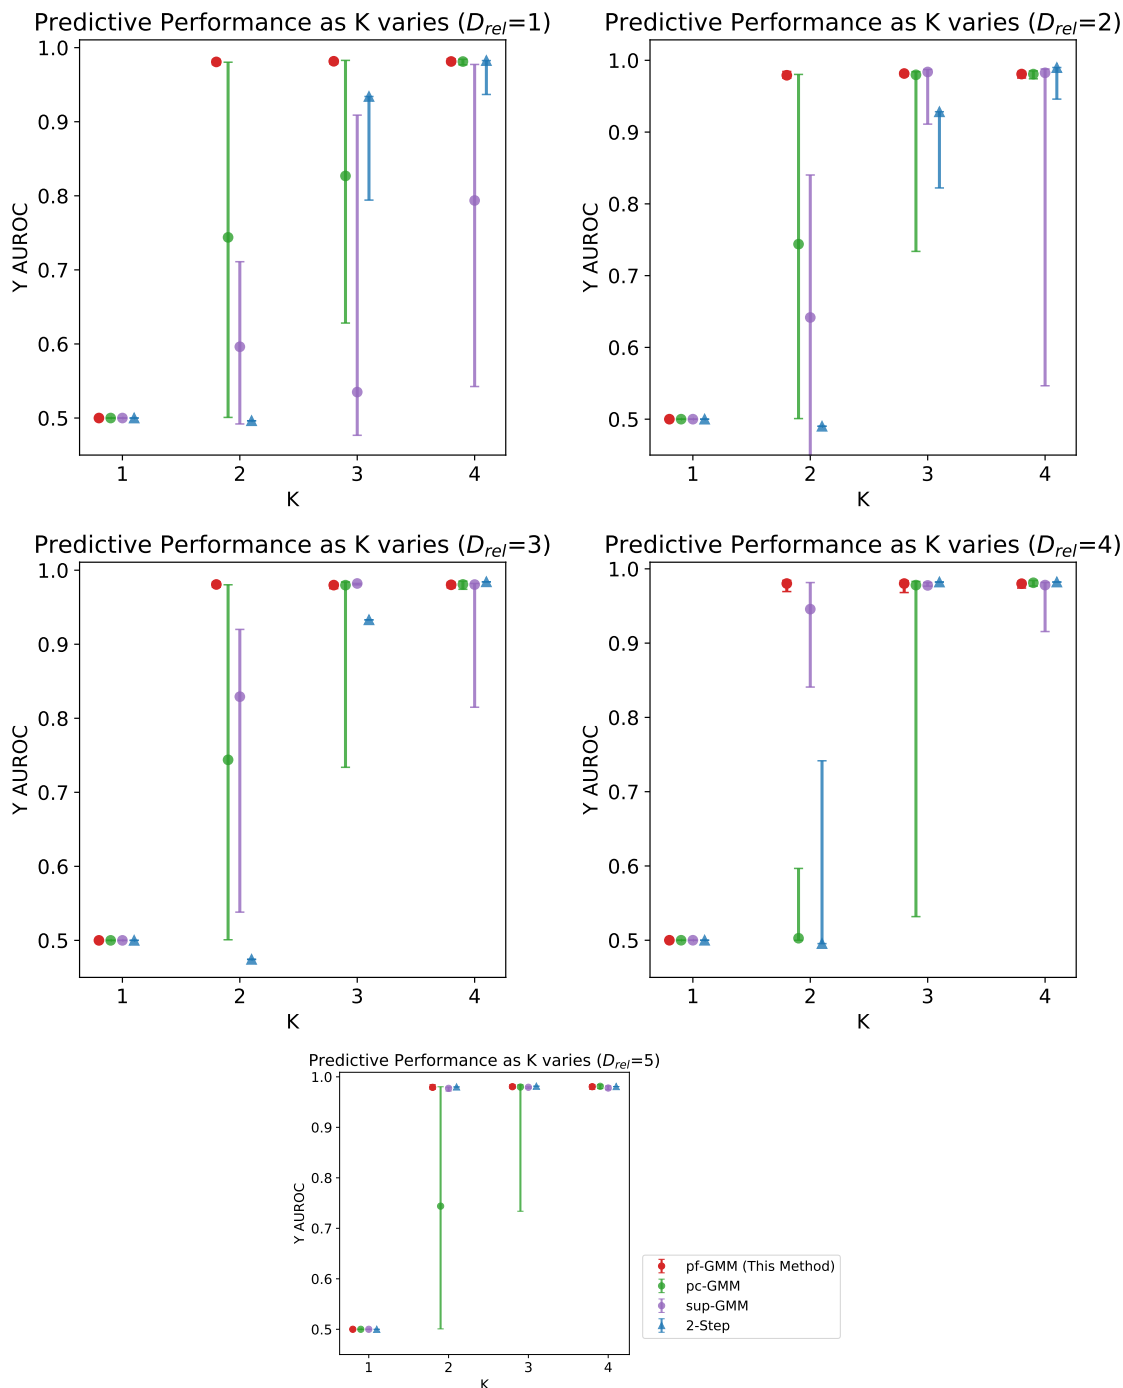 Predictive Performance as K varies (D_rel=1)
1.0
0.9
0.8
0.7
0.6
0.5
Y AUROC
1 2 3 4
K
Predictive Performance as K varies (D_rel=2)
1.0
0.9
0.8
0.7
0.6
0.5
Y AUROC
1 2 3 4
K
Predictive Performance as K varies (D_rel=3)
1.0
0.9
0.8
0.7
0.6
0.5
Y AUROC
1 2 3 4
K
Predictive Performance as K varies (D_rel=4)
1.0
0.9
0.8
0.7
0.6
0.5
Y AUROC
1 2 3 4
K
Predictive Performance as K varies (D_rel=5)
1.0
0.9
0.8
0.7
0.6
0.5
Y AUROC
1 2 3 4
K
pf-GMM (This Method)
pc-GMM
sup-GMM
2-Step